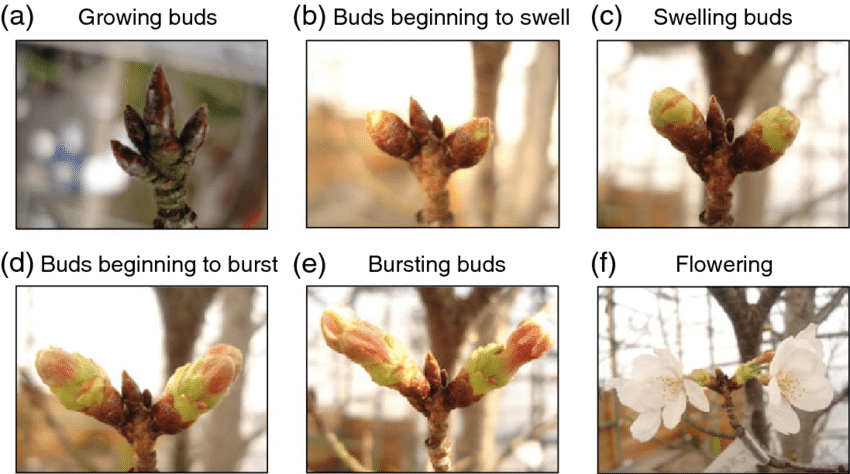 (a) Growing buds
(b) Buds beginning to swell
(c) Swelling buds
(d) Buds beginning to burst
(e) Bursting buds
(f) Flowering